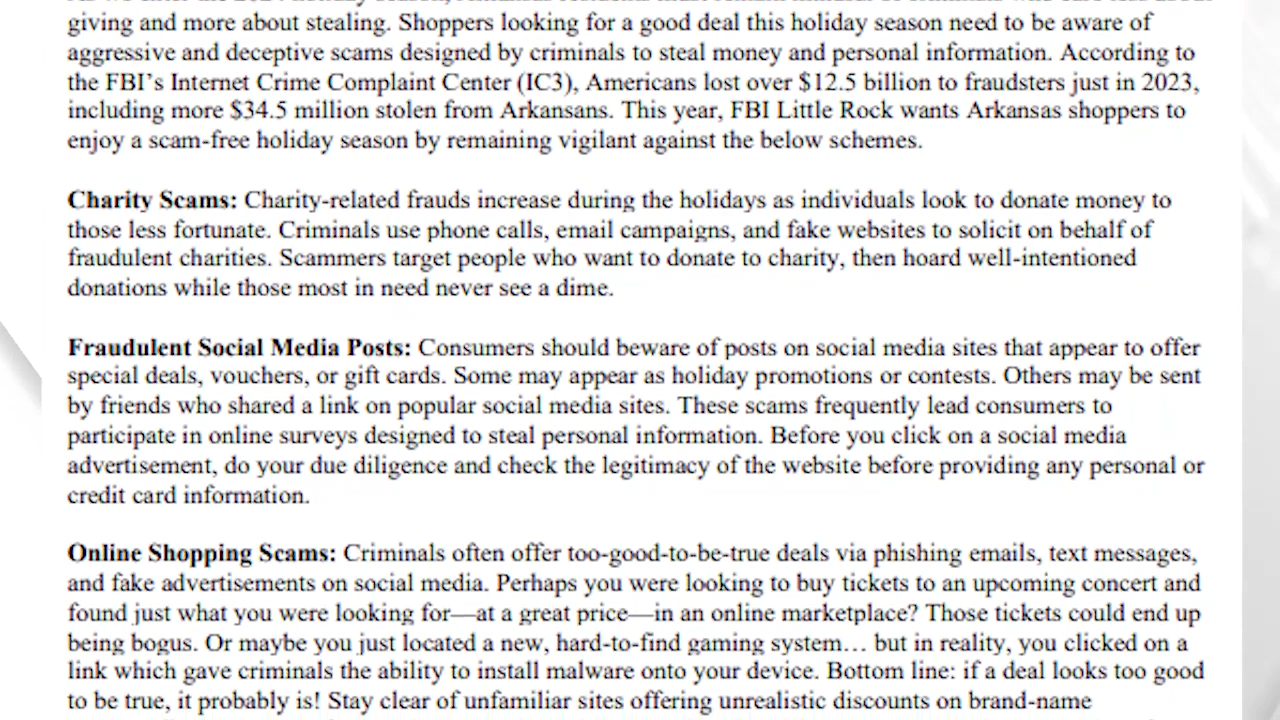 giving and more about stealing. Shoppers looking for a good deal this holiday season need to be aware of
aggressive and deceptive scams designed by criminals to steal money and personal information. According to
the FBI’s Internet Crime Complaint Center (IC3), Americans lost over $12.5 billion to fraudsters just in 2023,
including more $34.5 million stolen from Arkansans. This year, FBI Little Rock wants Arkansas shoppers to
enjoy a scam-free holiday season by remaining vigilant against the below schemes.
Charity Scams: Charity-related frauds increase during the holidays as individuals look to donate money to
those less fortunate. Criminals use phone calls, email campaigns, and fake websites to solicit on behalf of
fraudulent charities. Scammers target people who want to donate to charity, then hoard well-intentioned
donations while those most in need never see a dime.
Fraudulent Social Media Posts: Consumers should beware of posts on social media sites that appear to offer
special deals, vouchers, or gift cards. Some may appear as holiday promotions or contests. Others may be sent
by friends who shared a link on popular social media sites. These scams frequently lead consumers to
participate in online surveys designed to steal personal information. Before you click on a social media
advertisement, do your due diligence and check the legitimacy of the website before providing any personal or
credit card information.
Online Shopping Scams: Criminals often offer too-good-to-be-true deals via phishing emails, text messages,
and fake advertisements on social media. Perhaps you were looking to buy tickets to an upcoming concert and
found just what you were looking for—at a great price—in an online marketplace? Those tickets could end up
being bogus. Or maybe you just located a new, hard-to-find gaming system… but in reality, you clicked on a
link which gave criminals the ability to install malware onto your device. Bottom line: if a deal looks too good
to be true, it probably is! Stay clear of unfamiliar sites offering unrealistic discounts on brand-name